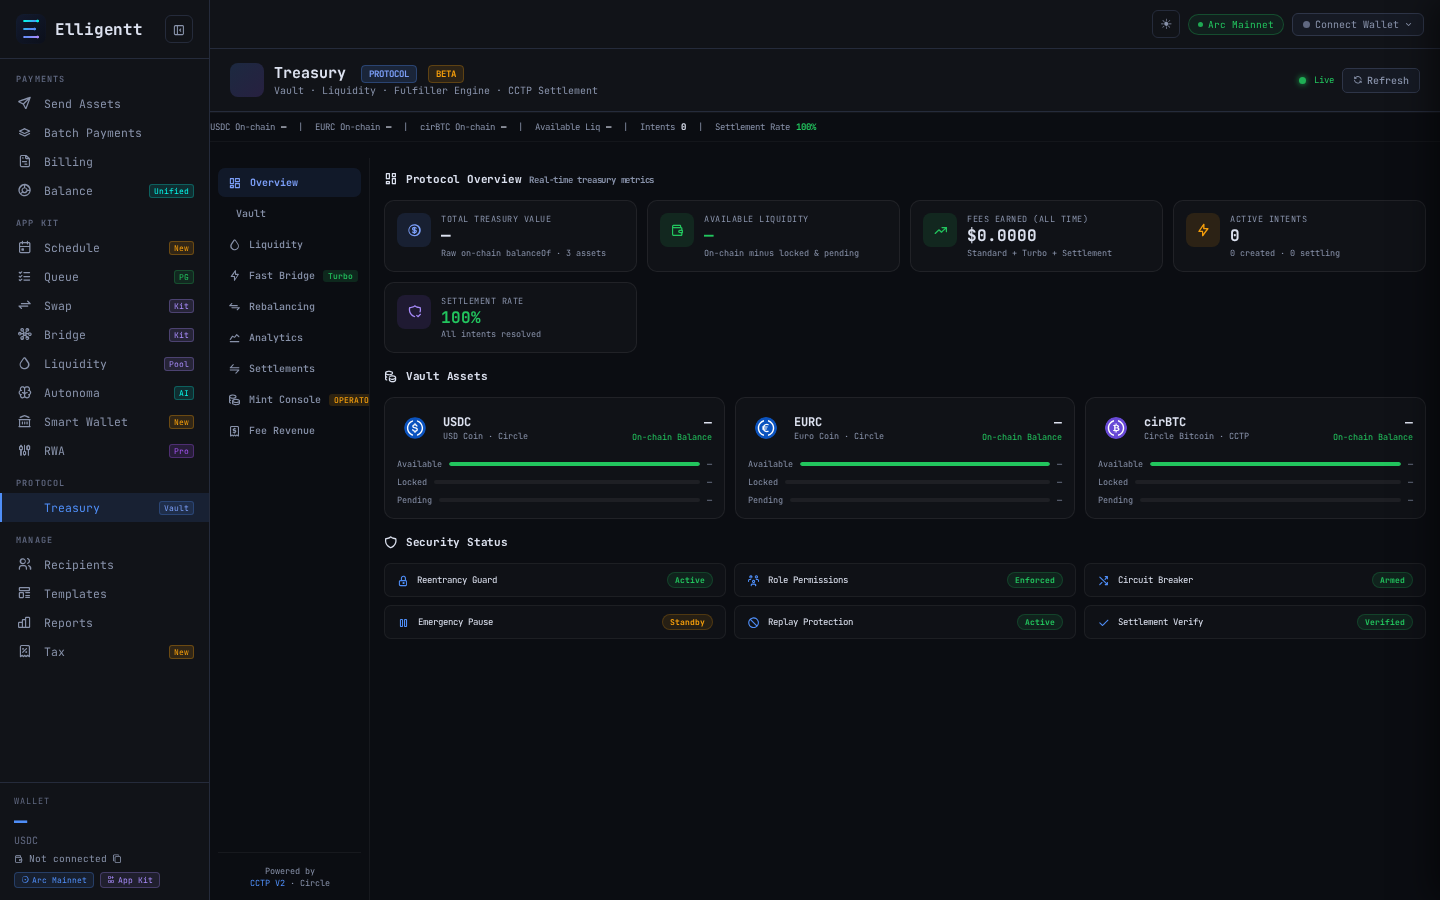 Elligentt
PAYMENTS
Send Assets
Batch Payments
Billing
Balance Unified
APP KIT
Schedule New
Queue PG
Swap Kit
Bridge Kit
Liquidity Pool
Autonoma AI
Smart Wallet New
RWA Pro
PROTOCOL
Treasury Vault
MANAGE
Recipients
Templates
Reports
Tax New
WALLET
—
USDC
Not connected
Arc Mainnet App Kit
Arc Mainnet Connect Wallet
Treasury PROTOCOL BETA
Vault · Liquidity · Fulfiller Engine · CCTP Settlement
Live Refresh
USDC On-chain — | EURC On-chain — | cirBTC On-chain — | Available Liq — | Intents 0 | Settlement Rate 100%
Overview
Vault
Liquidity
Fast Bridge Turbo
Rebalancing
Analytics
Settlements
Mint Console OPERATO
Fee Revenue
Powered by
CCTP V2 · Circle
Protocol Overview Real-time treasury metrics
TOTAL TREASURY VALUE
—
Raw on-chain balanceOf · 3 assets
AVAILABLE LIQUIDITY
—
On-chain minus locked & pending
FEES EARNED (ALL TIME)
$0.0000
Standard + Turbo + Settlement
ACTIVE INTENTS
0
0 created · 0 settling
SETTLEMENT RATE
100%
All intents resolved
Vault Assets
USDC —
USD Coin · Circle On-chain Balance
Available —
Locked —
Pending —
EURC —
Euro Coin · Circle On-chain Balance
Available —
Locked —
Pending —
cirBTC —
Circle Bitcoin · CCTP On-chain Balance
Available —
Locked —
Pending —
Security Status
Reentrancy Guard Active
Role Permissions Enforced
Circuit Breaker Armed
Emergency Pause Standby
Replay Protection Active
Settlement Verify Verified